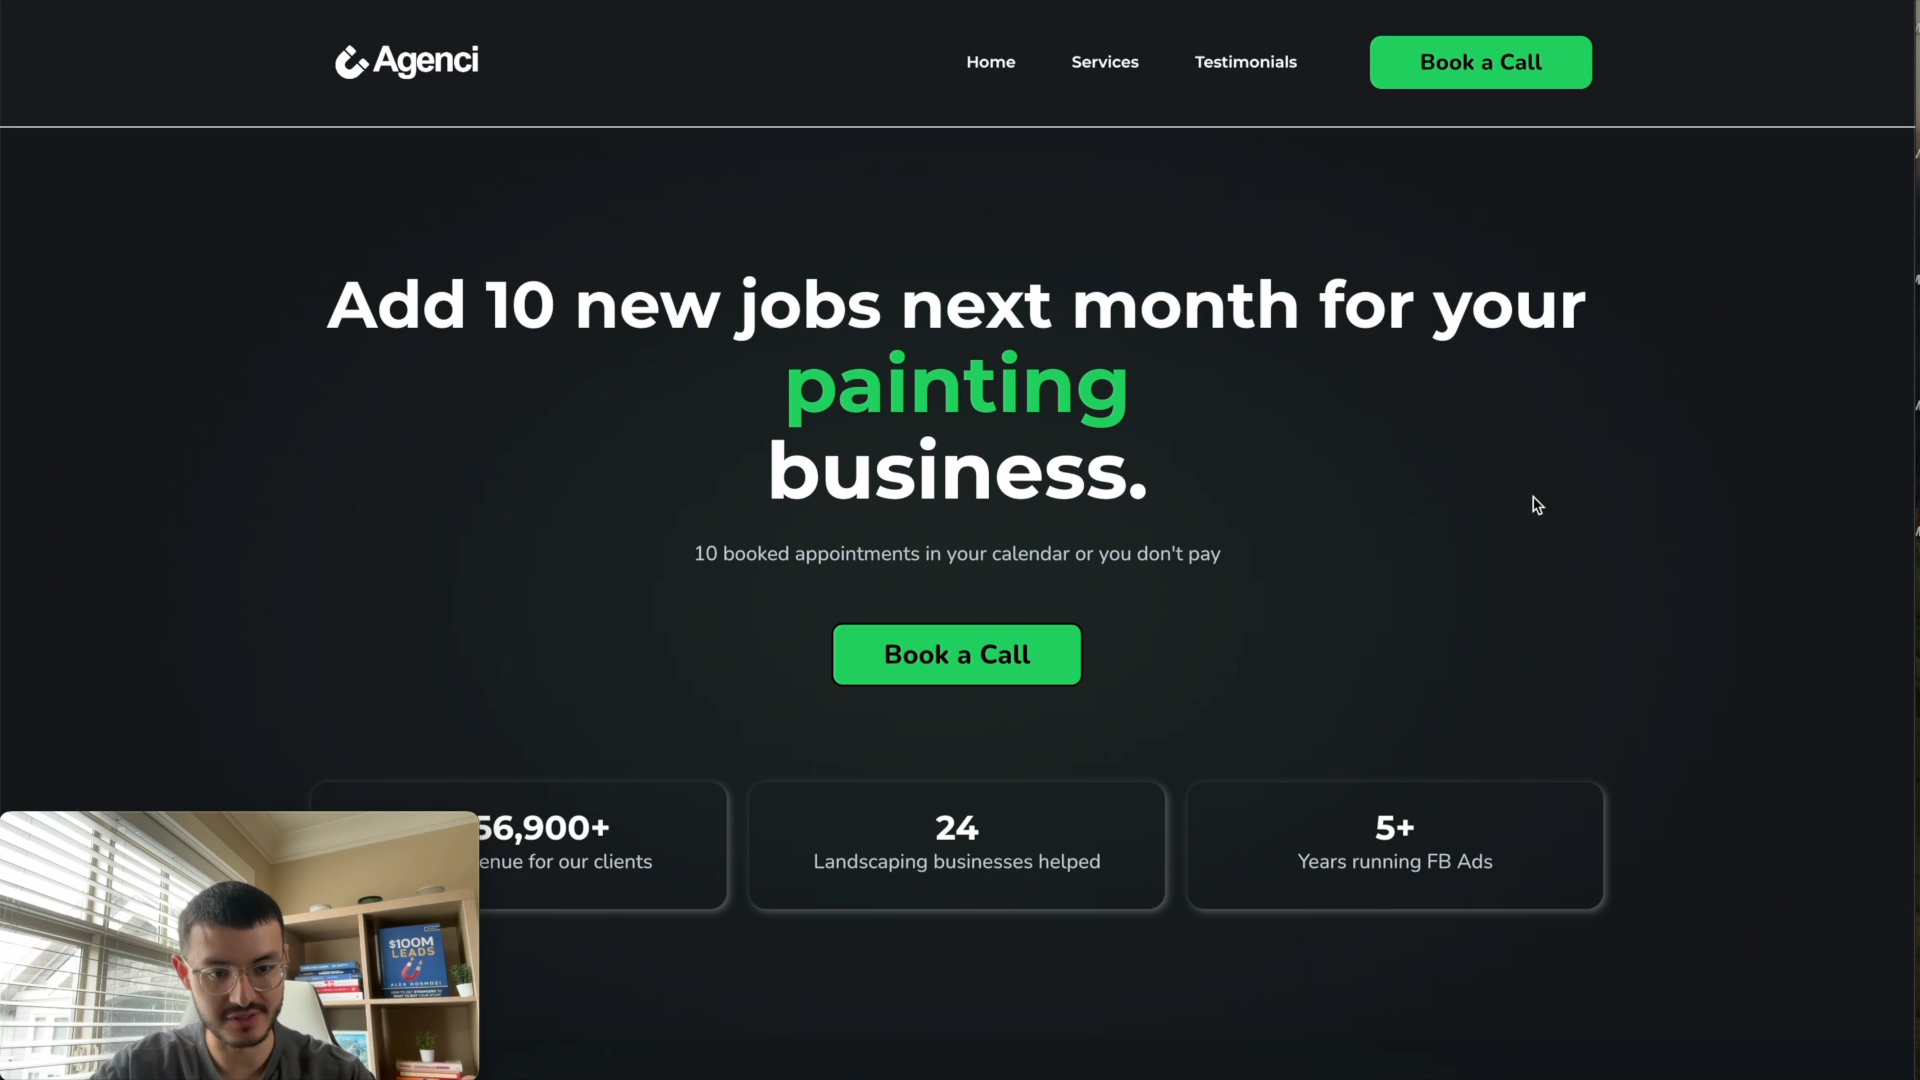 Agenci
Home
Services
Testimonials
Book a Call
Add 10 new jobs next month for your
painting
business.
10 booked appointments in your calendar or you don't pay
Book a Call
56,900+
enue for our clients
24
Landscaping businesses helped
5+
Years running FB Ads
$100M
LEADS
ALEX HORMOZI